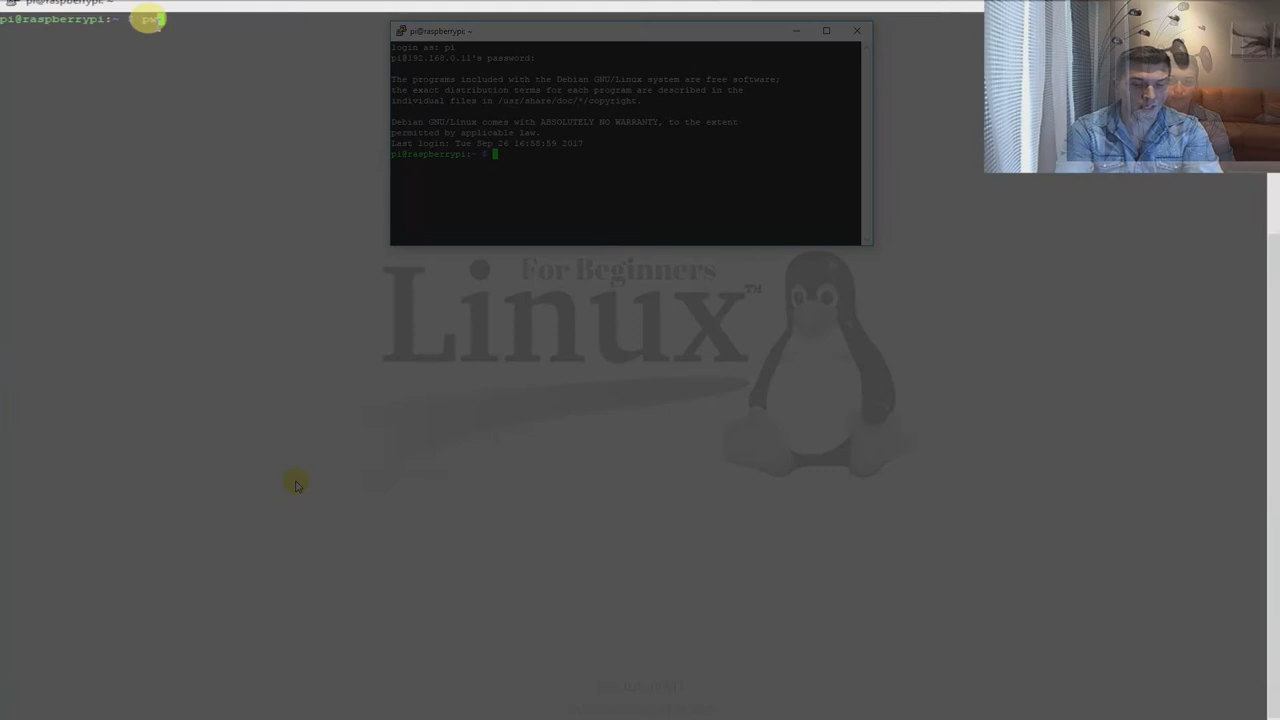 pi@raspberrypi: ~
pi@raspberrypi:~ pw
pi@raspberrypi: ~
login as: pi
pi@192.168.0.11's password:
The programs included with the Debian GNU/Linux system are free software;
the exact distribution terms for each program are described in the
individual files in /usr/share/doc/*/copyright.
Debian GNU/Linux comes with ABSOLUTELY NO WARRANTY, to the extent
permitted by applicable law.
Last login: Tue Sep 26 16:58:59 2017
pi@raspberrypi:~ $
For Beginners
Linux™